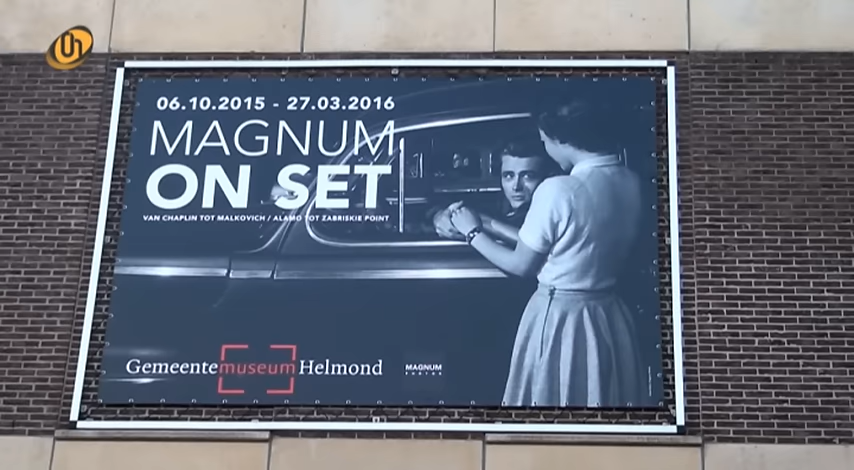 06.10.2015 - 27.03.2016
MAGNUM
ON SET
VAN CHAPLIN TOT MALKOVICH / ALAMO TOT ZABRISKIE POINT
Gemeentemuseum Helmond
MAGNUM
PHOTOS